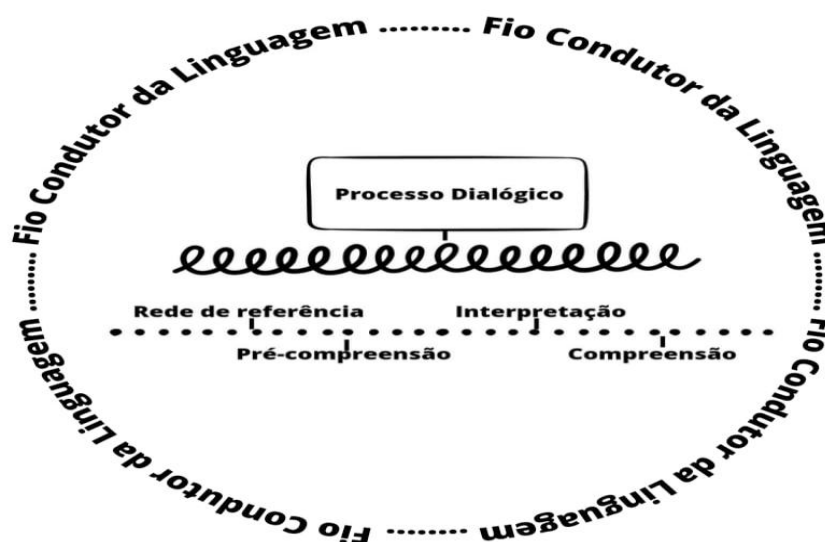 Fio Condutor da Linguagem ......... Fio Condutor da Linguagem ......... Fio Condutor da Linguagem ......... Fio Condutor da Linguagem .........
Processo Dialógico
Rede de referência
Interpretação
Pré-compreensão
Compreensão